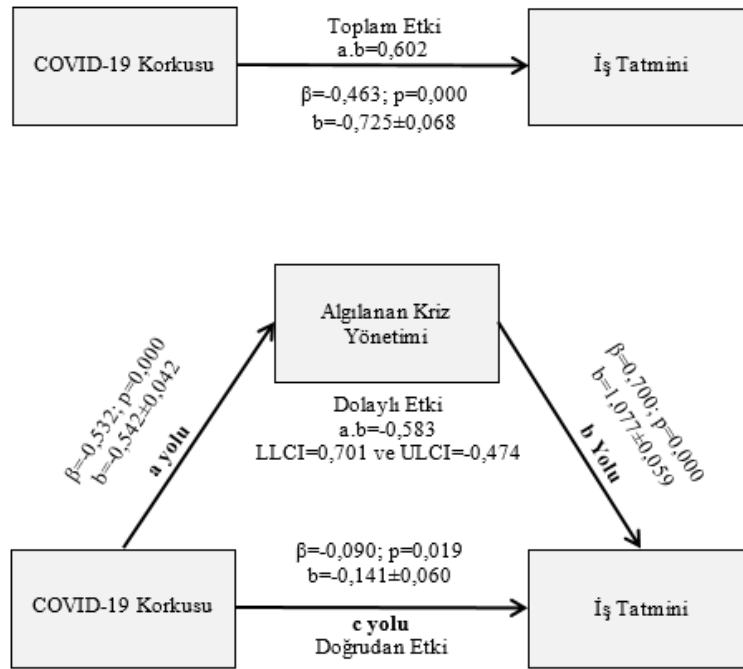 Toplam Etki
a.b=0,602
COVID-19 Korkusu
İş Tatmini
β=-0,463; p=0,000
b=-0,725±0,068
Algılanan Kriz
Yönetimi
β=-0,532; p=0,000
b=-0,542±0,042
a yolu
Dolaylı Etki
a.b=-0,583
LLCI=0,701 ve ULCI=-0,474
β=0,700; p=0,000
b=1,077±0,059
b Yolu
β=-0,090; p=0,019
b=-0,141±0,060
COVID-19 Korkusu
İş Tatmini
c yolu
Doğrudan Etki